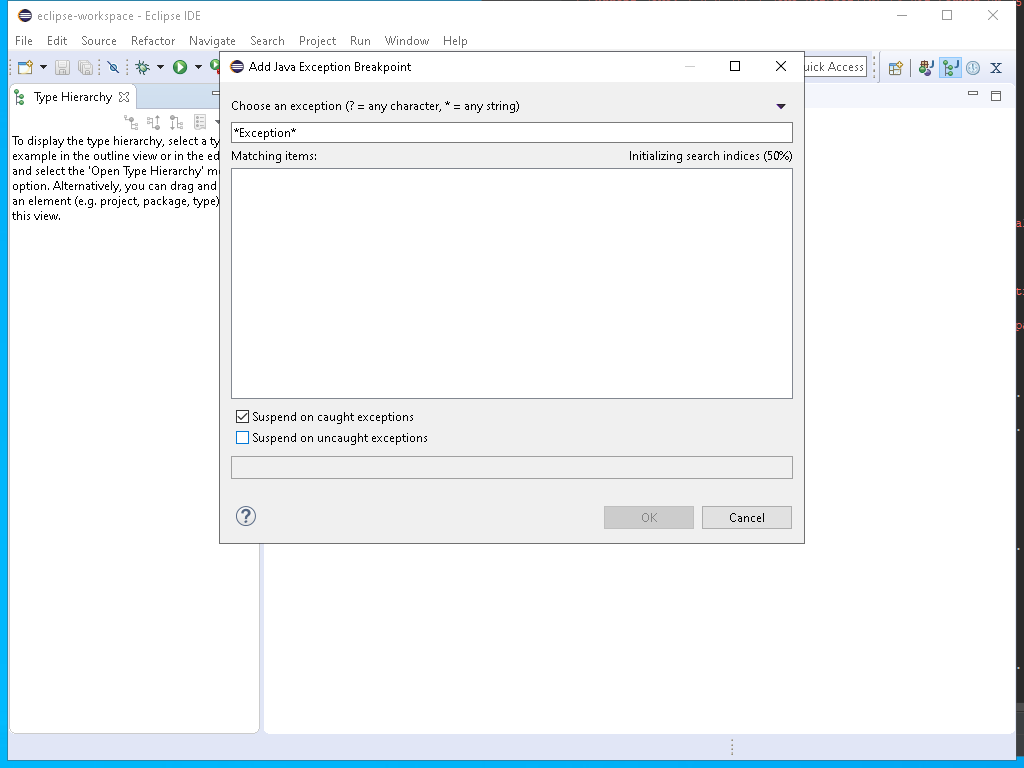 eclipse-workspace - Eclipse IDE
File Edit Source Refactor Navigate Search Project Run Window Help
Add Java Exception Breakpoint
uick Access
Type Hierarchy
Choose an exception (? = any character, * = any string)
*Exception*
Matching items: Initializing search indices (50%)
To display the type hierarchy, select a ty
example in the outline view or in the ed
and select the 'Open Type Hierarchy' m
option. Alternatively, you can drag and
an element (e.g. project, package, type)
this view.
Suspend on caught exceptions
Suspend on uncaught exceptions
?
OK Cancel